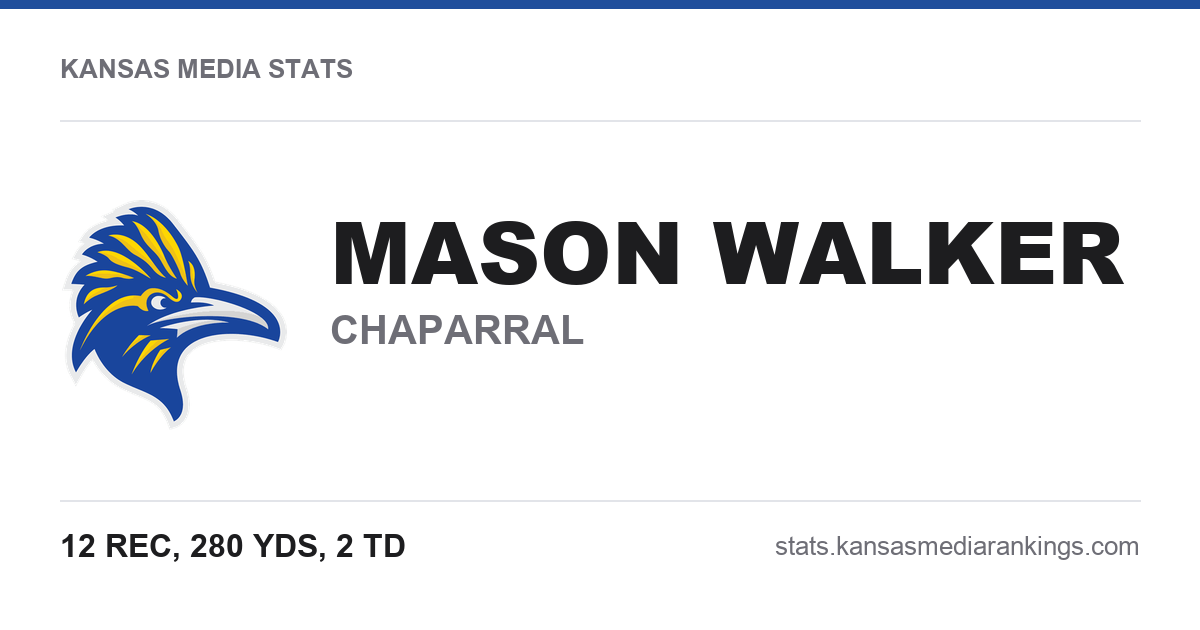 KANSAS MEDIA STATS
MASON WALKER
CHAPARRAL
12 REC, 280 YDS, 2 TD
stats.kansasmediarankings.com